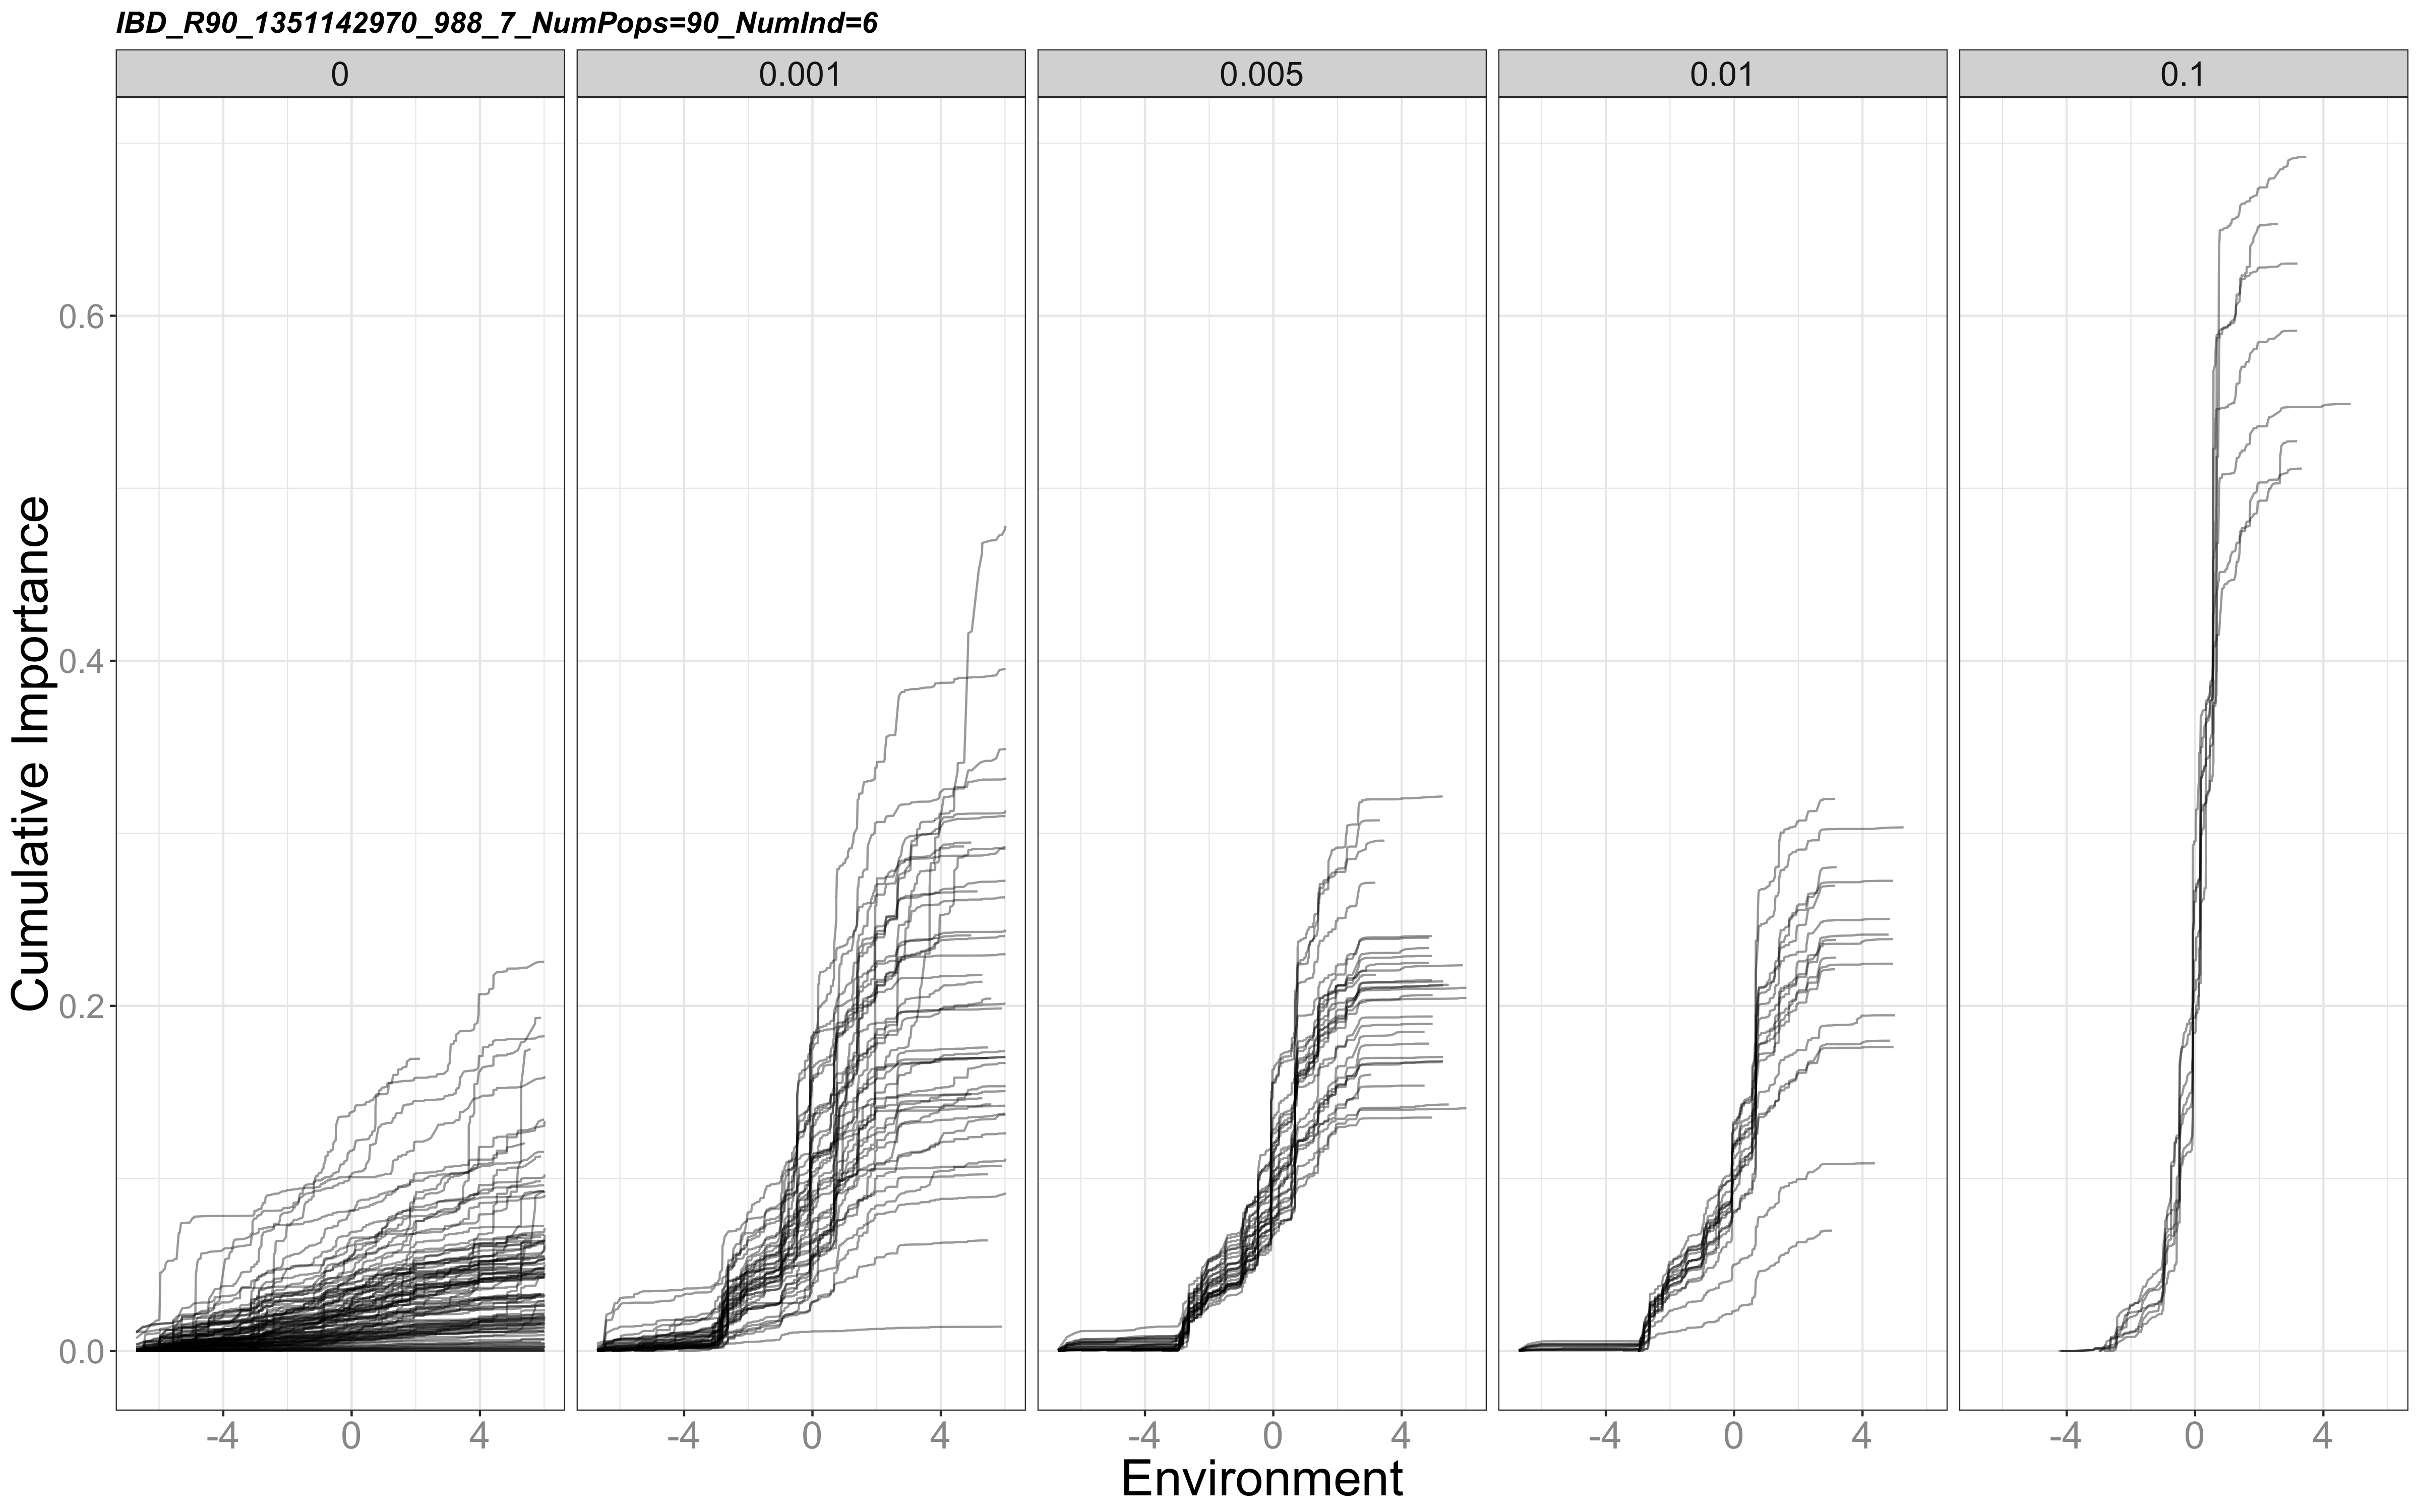 IBD_R90_1351142970_988_7_NumPops=90_NumInd=6
0 0.001 0.005 0.01 0.1
Cumulative Importance
0.6
0.4
0.2
0.0
-4 0 4 -4 0 4 -4 0 4 -4 0 4 -4 0 4
Environment